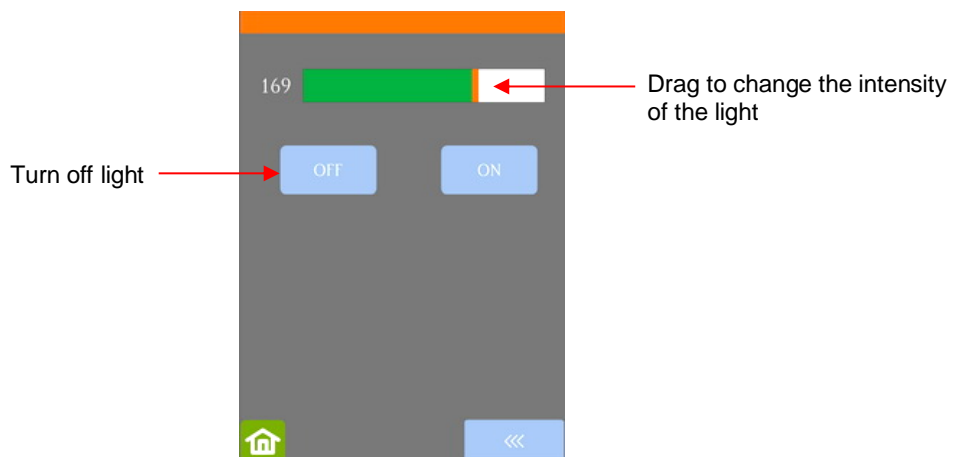 169
Drag to change the intensity
of the light
Turn off light
OFF
ON
<<<